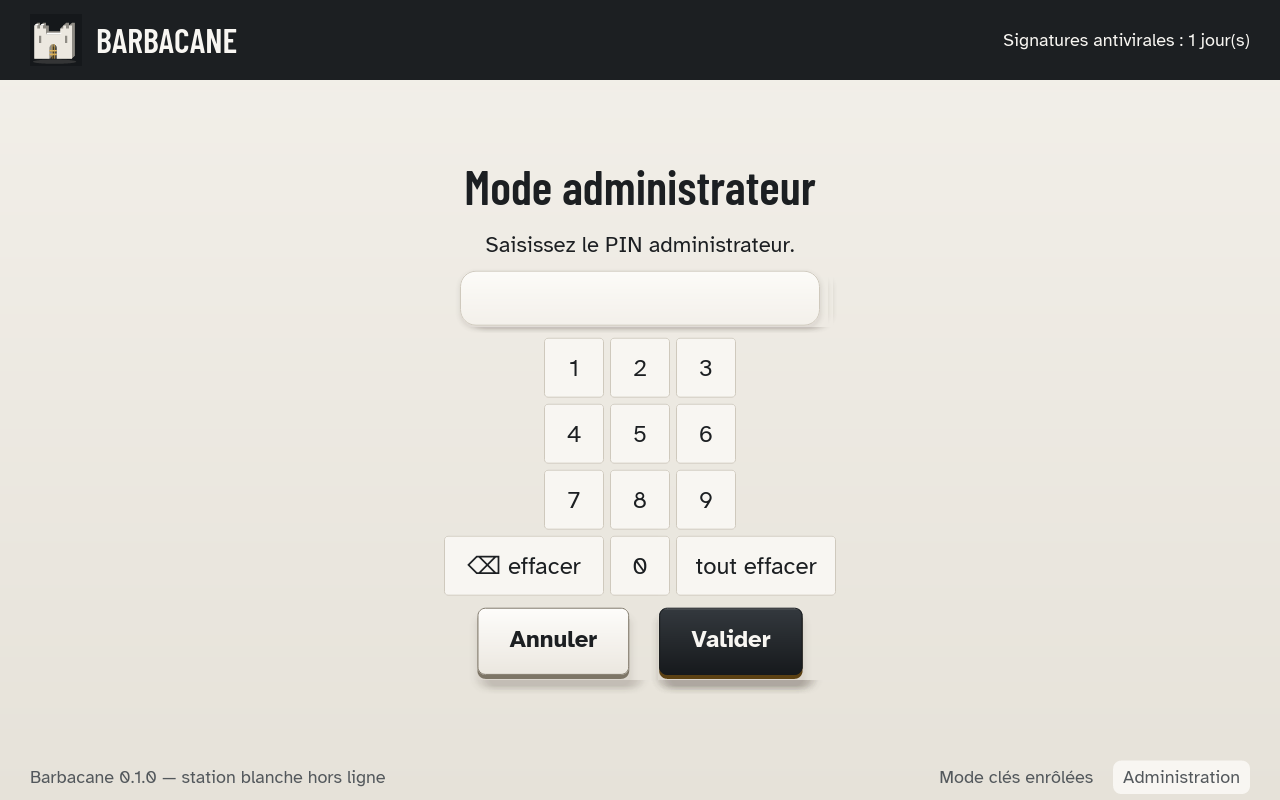 BARBACANE
Signatures antivirales : 1 jour(s)
Mode administrateur
Saisissez le PIN administrateur.
1 2 3
4 5 6
7 8 9
⌫ effacer 0 tout effacer
Annuler Valider
Barbacane 0.1.0 — station blanche hors ligne
Mode clés enrôlées Administration